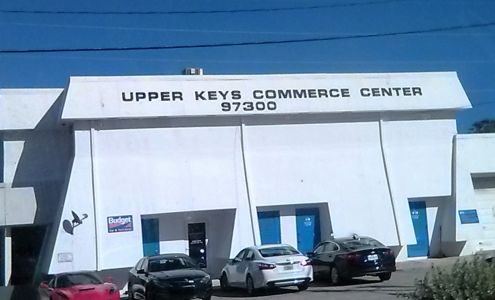 UPPER KEYS COMMERCE CENTER
97300
Budget